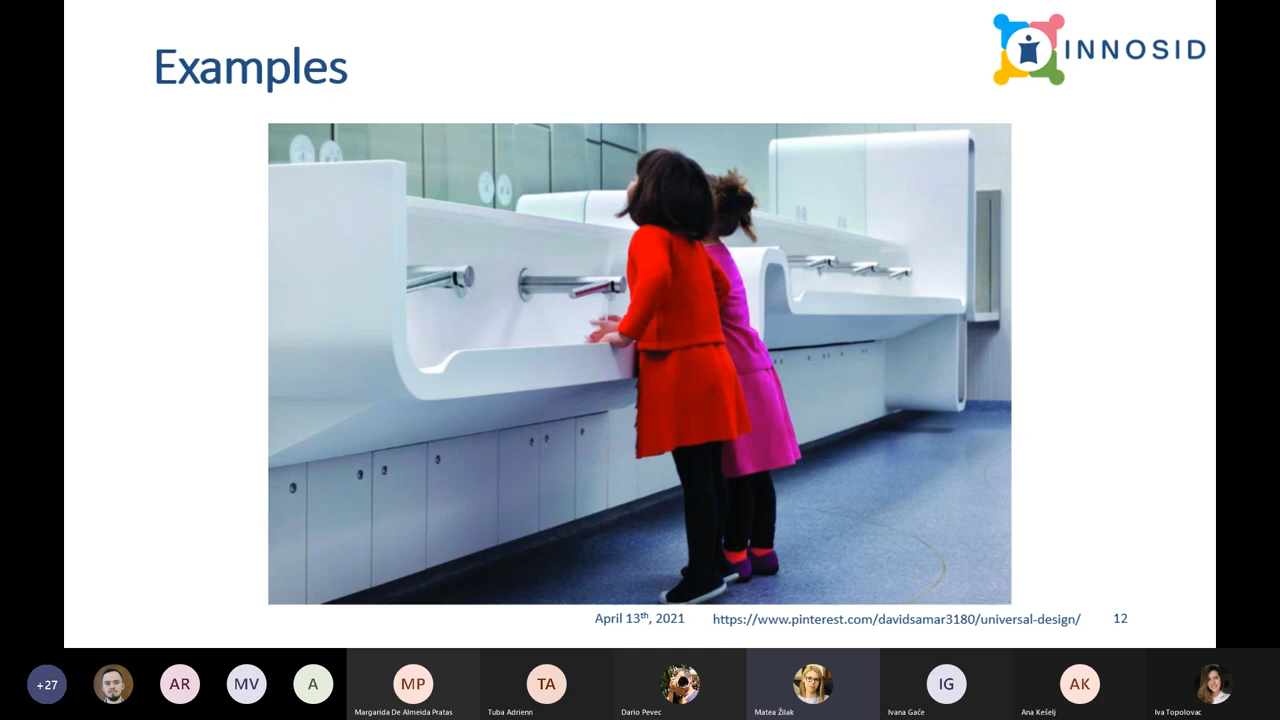 Examples
INNOSID
April 13th, 2021 https://www.pinterest.com/davidsamar3180/universal-design/ 12
+27 AR MV A MP TA IG AK
Margarida De Almeida Pratas Tuba Adrienn Dario Pevec Matea Žilak Ivana Gaće Ana Kešelj Iva Topolovac